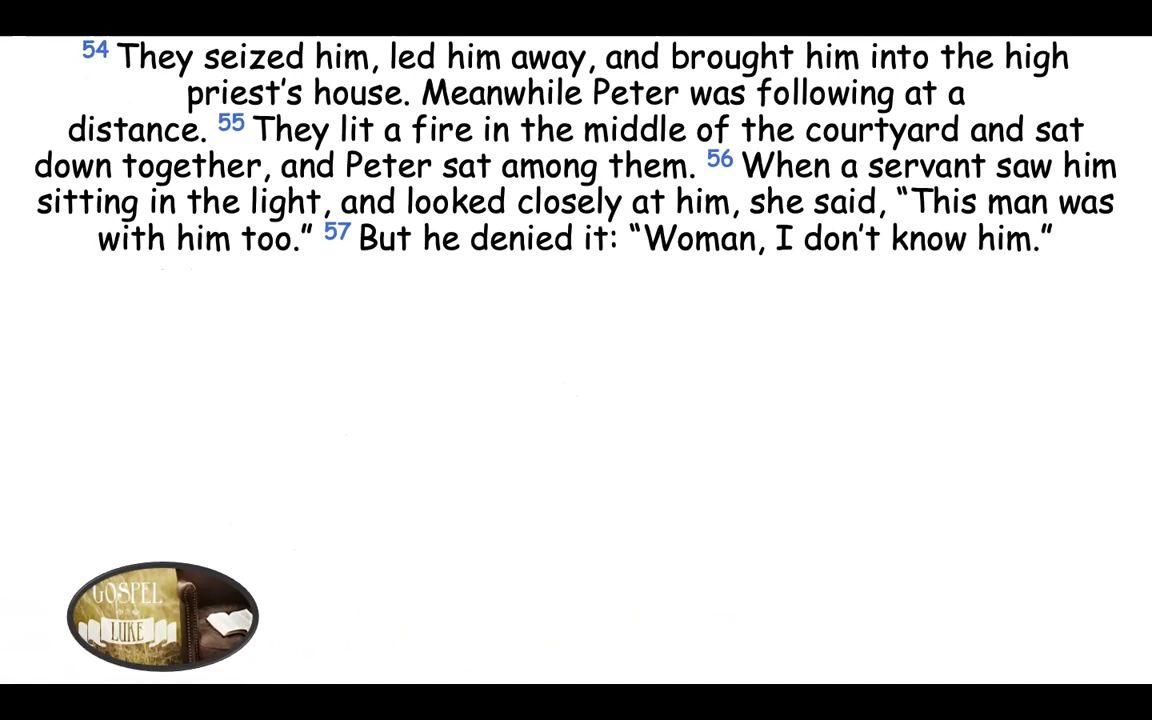 54 They seized him, led him away, and brought him into the high
priest’s house. Meanwhile Peter was following at a
distance. 55 They lit a fire in the middle of the courtyard and sat
down together, and Peter sat among them. 56 When a servant saw him
sitting in the light, and looked closely at him, she said, “This man was
with him too.” 57 But he denied it: “Woman, I don’t know him.”
GOSPEL
LUKE